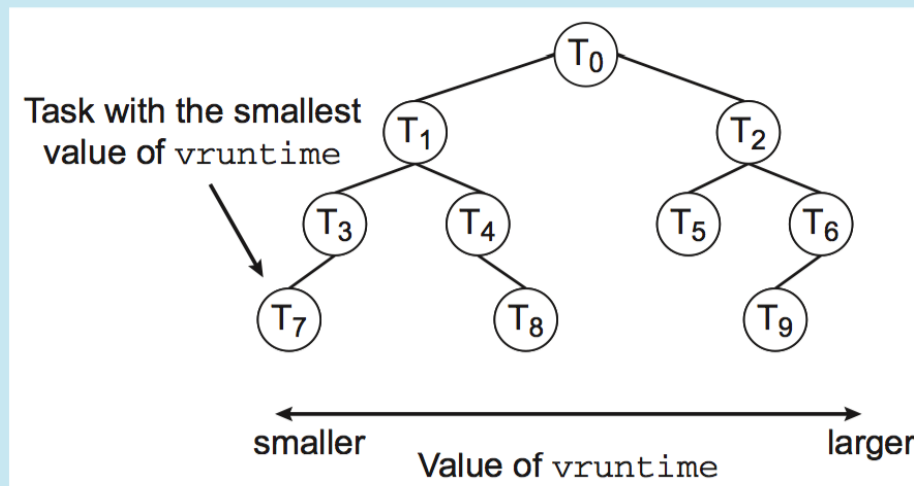 T0
Task with the smallest
value of vruntime
T1
T2
T3
T4
T5
T6
T7
T8
T9
smaller
larger
Value of vruntime